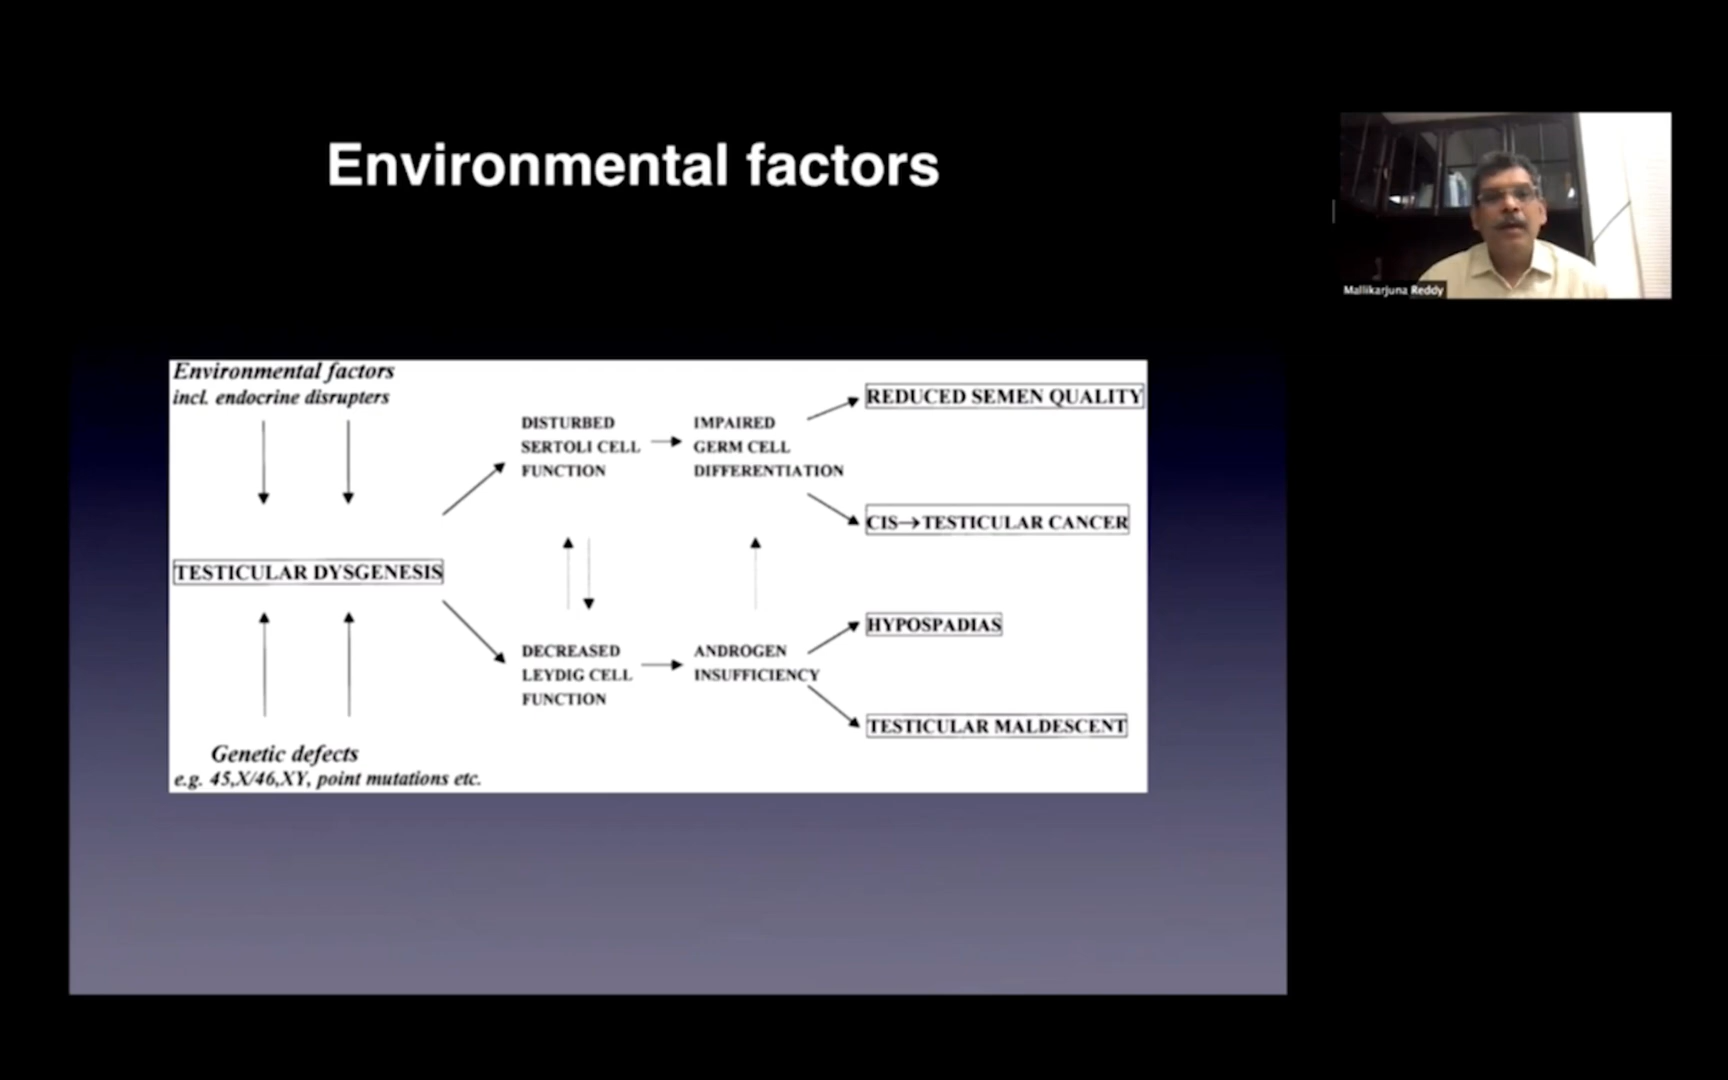 Environmental factors
Mallikarjuna Reddy
Environmental factors
incl. endocrine disrupters
TESTICULAR DYSGENESIS
Genetic defects
e.g. 45,X/46,XY, point mutations etc.
DISTURBED
SERTOLI CELL
FUNCTION
IMPAIRED
GERM CELL
DIFFERENTIATION
DECREASED
LEYDIG CELL
FUNCTION
ANDROGEN
INSUFFICIENCY
REDUCED SEMEN QUALITY
CIS→TESTICULAR CANCER
HYPOSPADIAS
TESTICULAR MALDESCENT